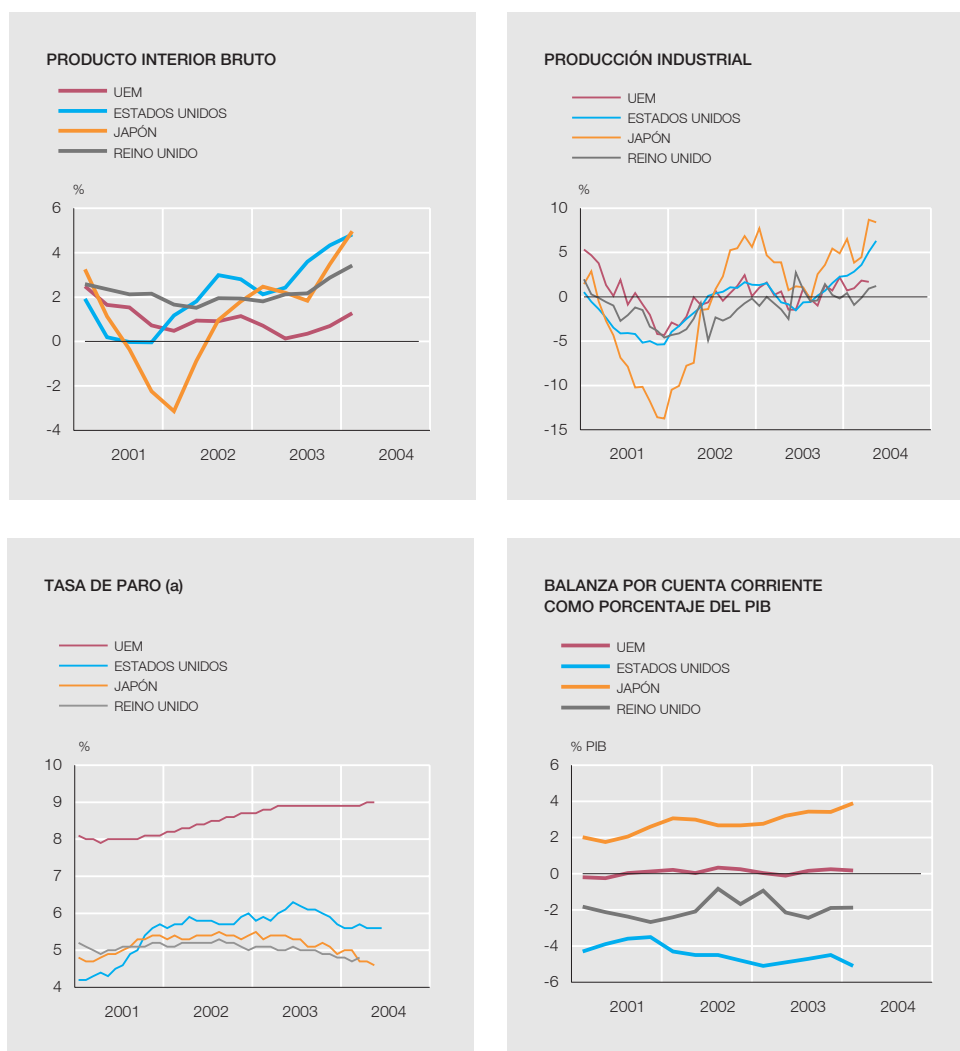 PRODUCTO INTERIOR BRUTO
UEM
ESTADOS UNIDOS
JAPÓN
REINO UNIDO
%
6
4
2
0
-2
-4
2001 2002 2003 2004
PRODUCCIÓN INDUSTRIAL
UEM
ESTADOS UNIDOS
JAPÓN
REINO UNIDO
%
10
5
0
-5
-10
-15
2001 2002 2003 2004
TASA DE PARO (a)
UEM
ESTADOS UNIDOS
JAPÓN
REINO UNIDO
%
10
9
8
7
6
5
4
2001 2002 2003 2004
BALANZA POR CUENTA CORRIENTE
COMO PORCENTAJE DEL PIB
UEM
ESTADOS UNIDOS
JAPÓN
REINO UNIDO
% PIB
6
4
2
0
-2
-4
-6
2001 2002 2003 2004